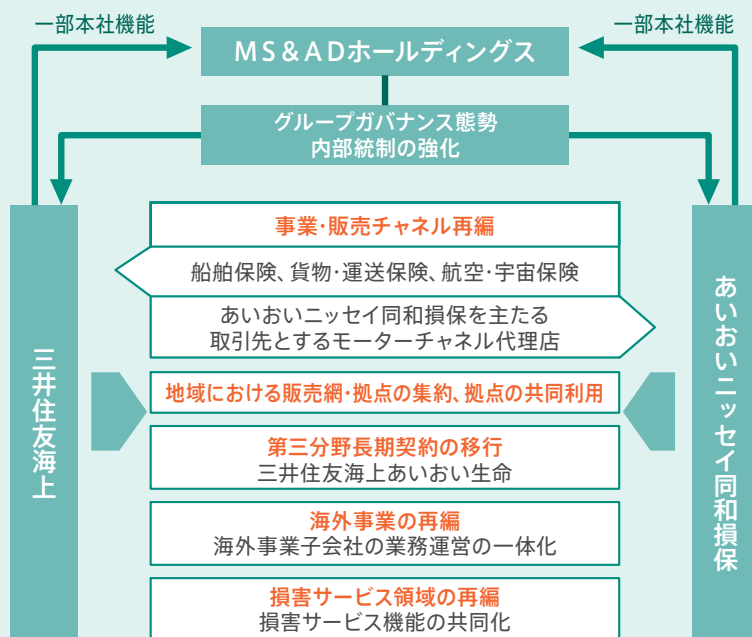 一部本社機能
一部本社機能
MS&ADホールディングス
グループガバナンス態勢
内部統制の強化
事業・販売チャネル再編
船舶保険、貨物・運送保険、航空・宇宙保険
あいおいニッセイ同和損保を主たる
取引先とするモーターチャネル代理店
三井住友海上
あいおいニッセイ同和損保
地域における販売網・拠点の集約、拠点の共同利用
第三分野長期契約の移行
三井住友海上あいおい生命
海外事業の再編
海外事業子会社の業務運営の一体化
損害サービス領域の再編
損害サービス機能の共同化